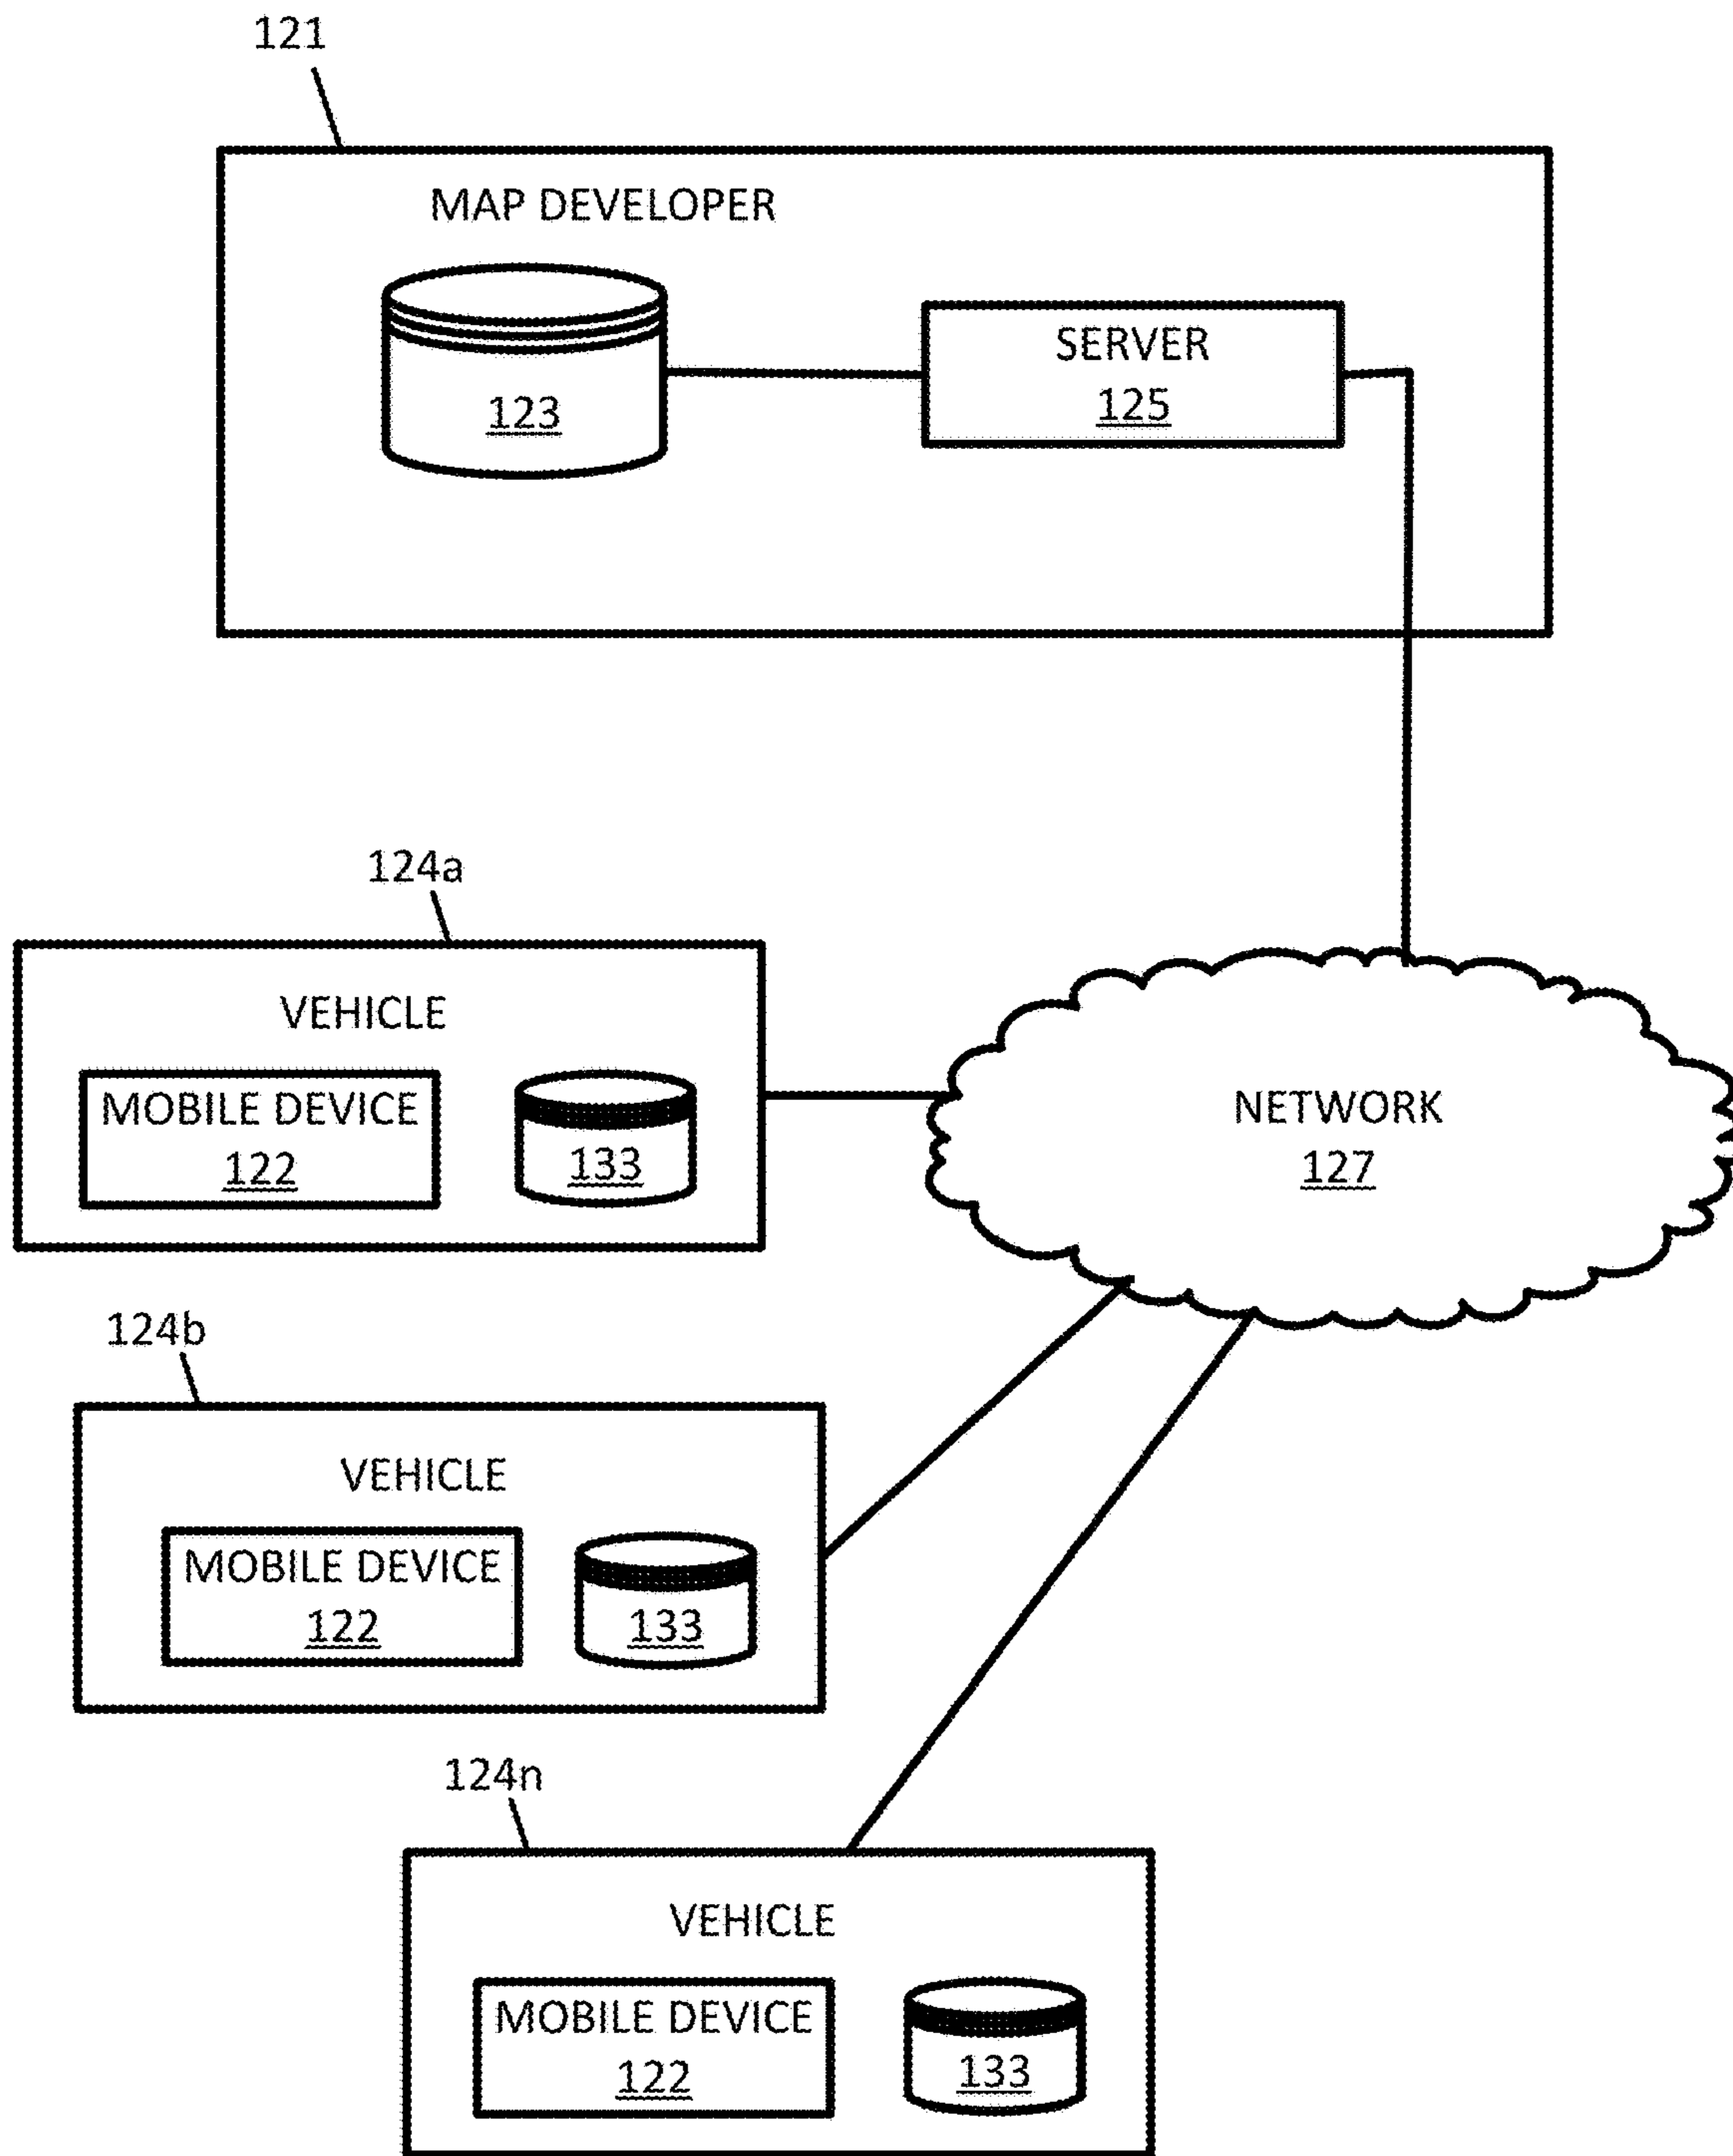 121
MAP DEVELOPER
123
SERVER
125
124a
VEHICLE
MOBILE DEVICE
122
133
NETWORK
127
124b
VEHICLE
MOBILE DEVICE
122
133
124n
VEHICLE
MOBILE DEVICE
122
133